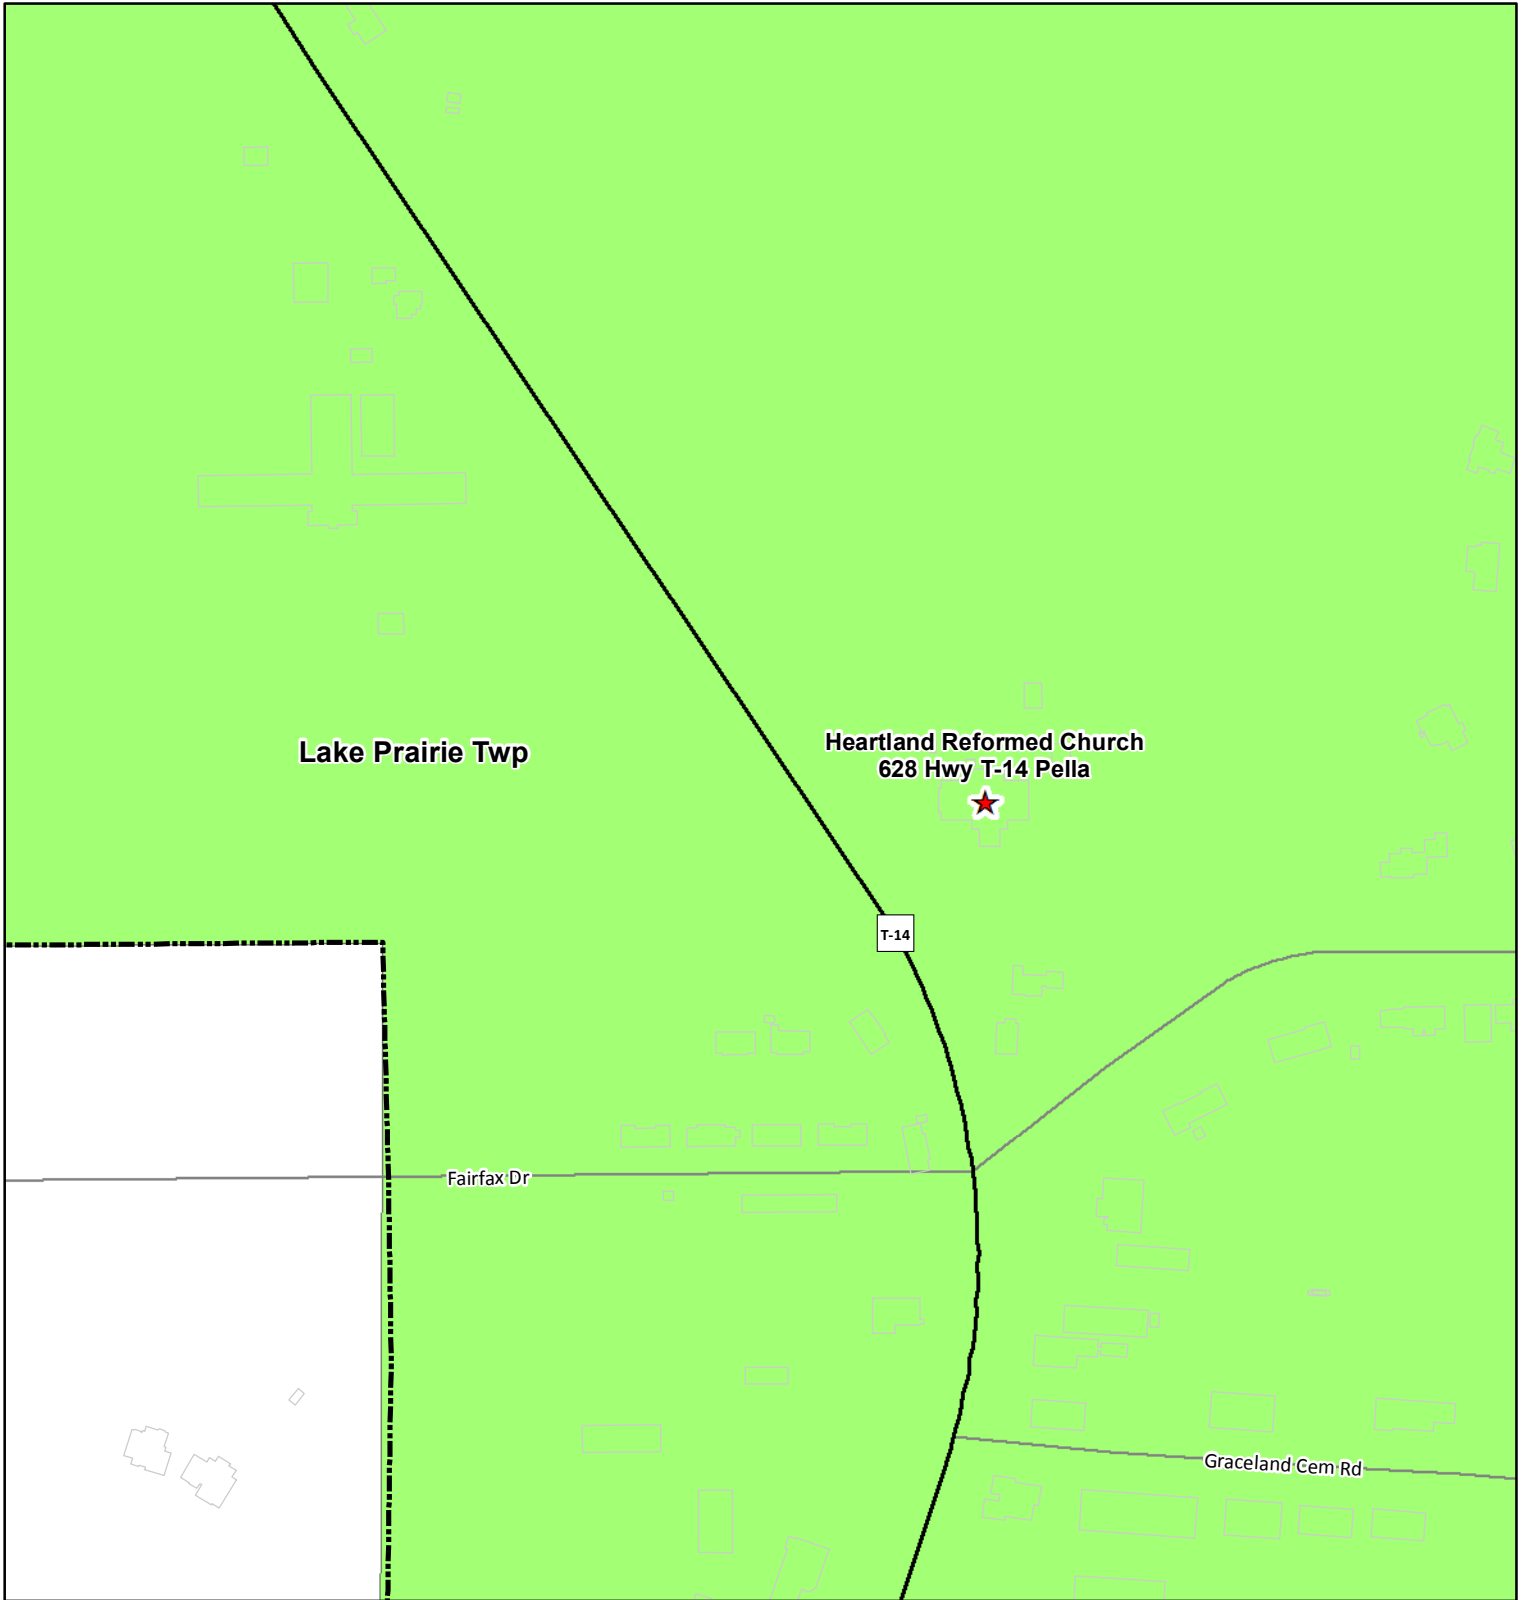 Heartland Reformed Church
628 Hwy T-14 Pella
Lake Prairie Twp
T-14
Fairfax Dr
Graceland Cem Rd